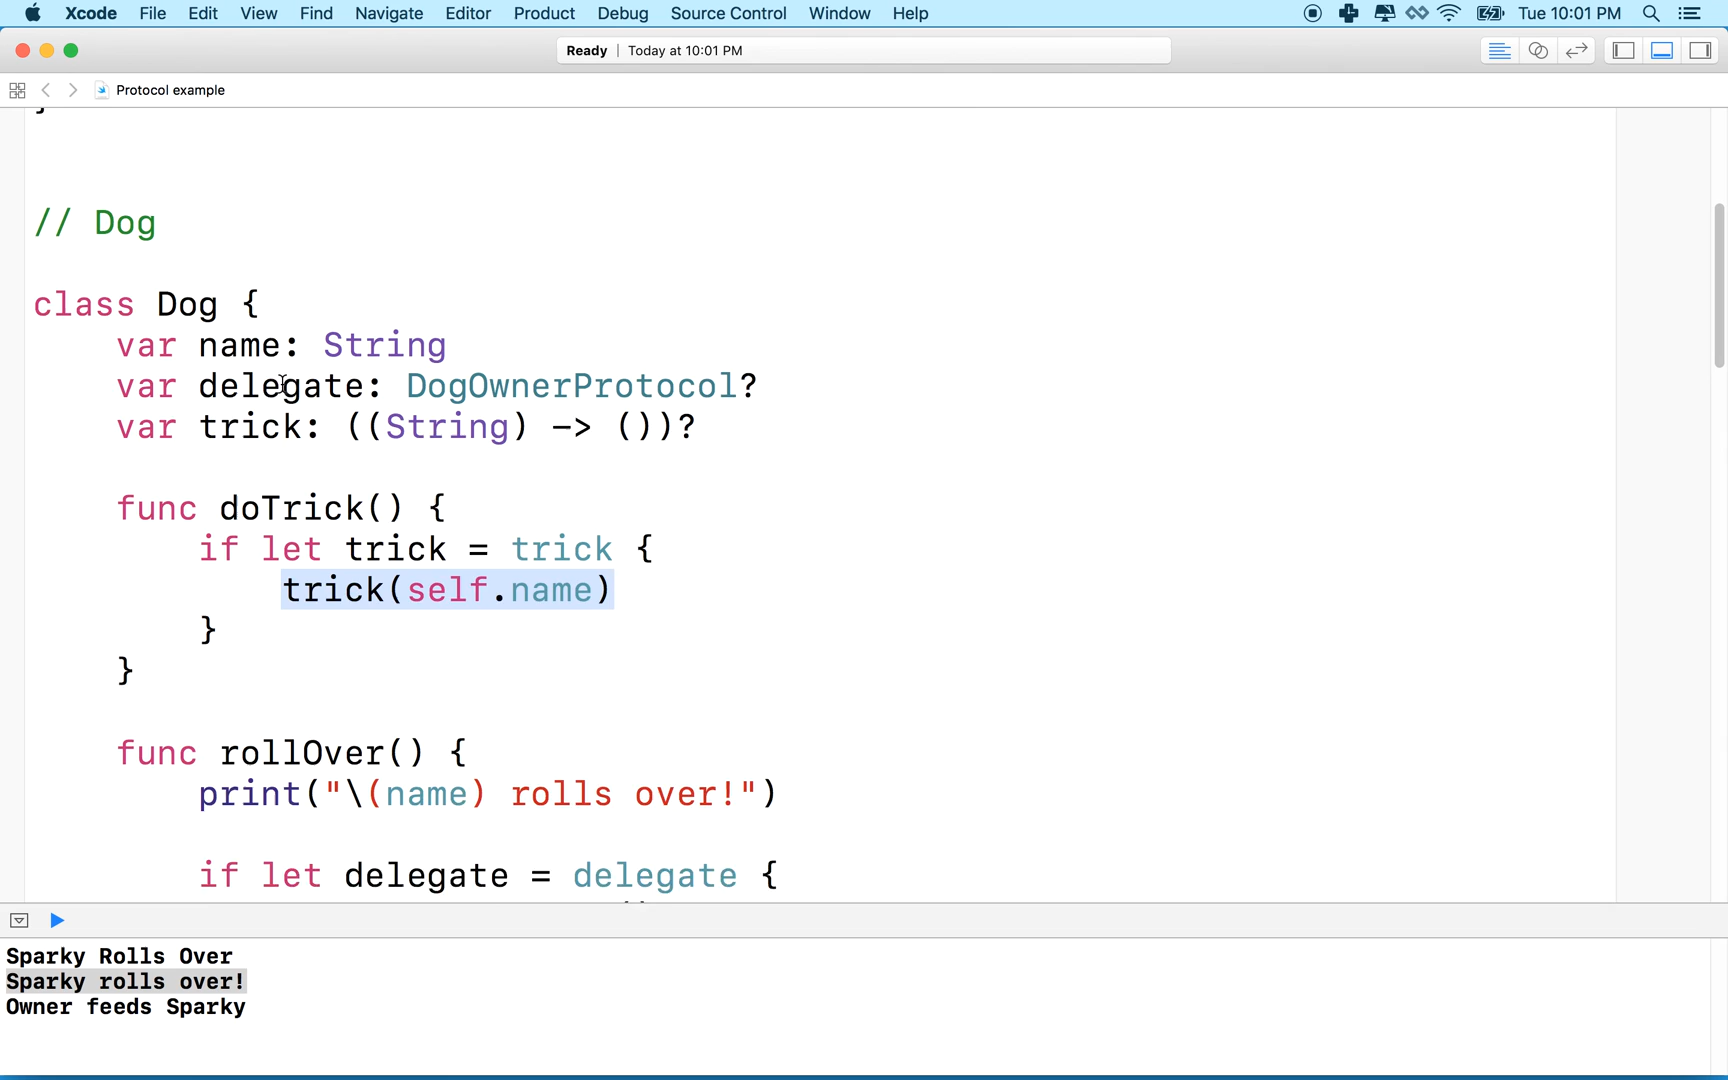 Xcode File Edit View Find Navigate Editor Product Debug Source Control Window Help Tue 10:01 PM
Ready | Today at 10:01 PM
Protocol example
}
// Dog
class Dog {
var name: String
var delegate: DogOwnerProtocol?
var trick: ((String) -> ())?
func doTrick() {
if let trick = trick {
trick(self.name)
}
}
func rollOver() {
print("\(name) rolls over!")
if let delegate = delegate {
Sparky Rolls Over
Sparky rolls over!
Owner feeds Sparky